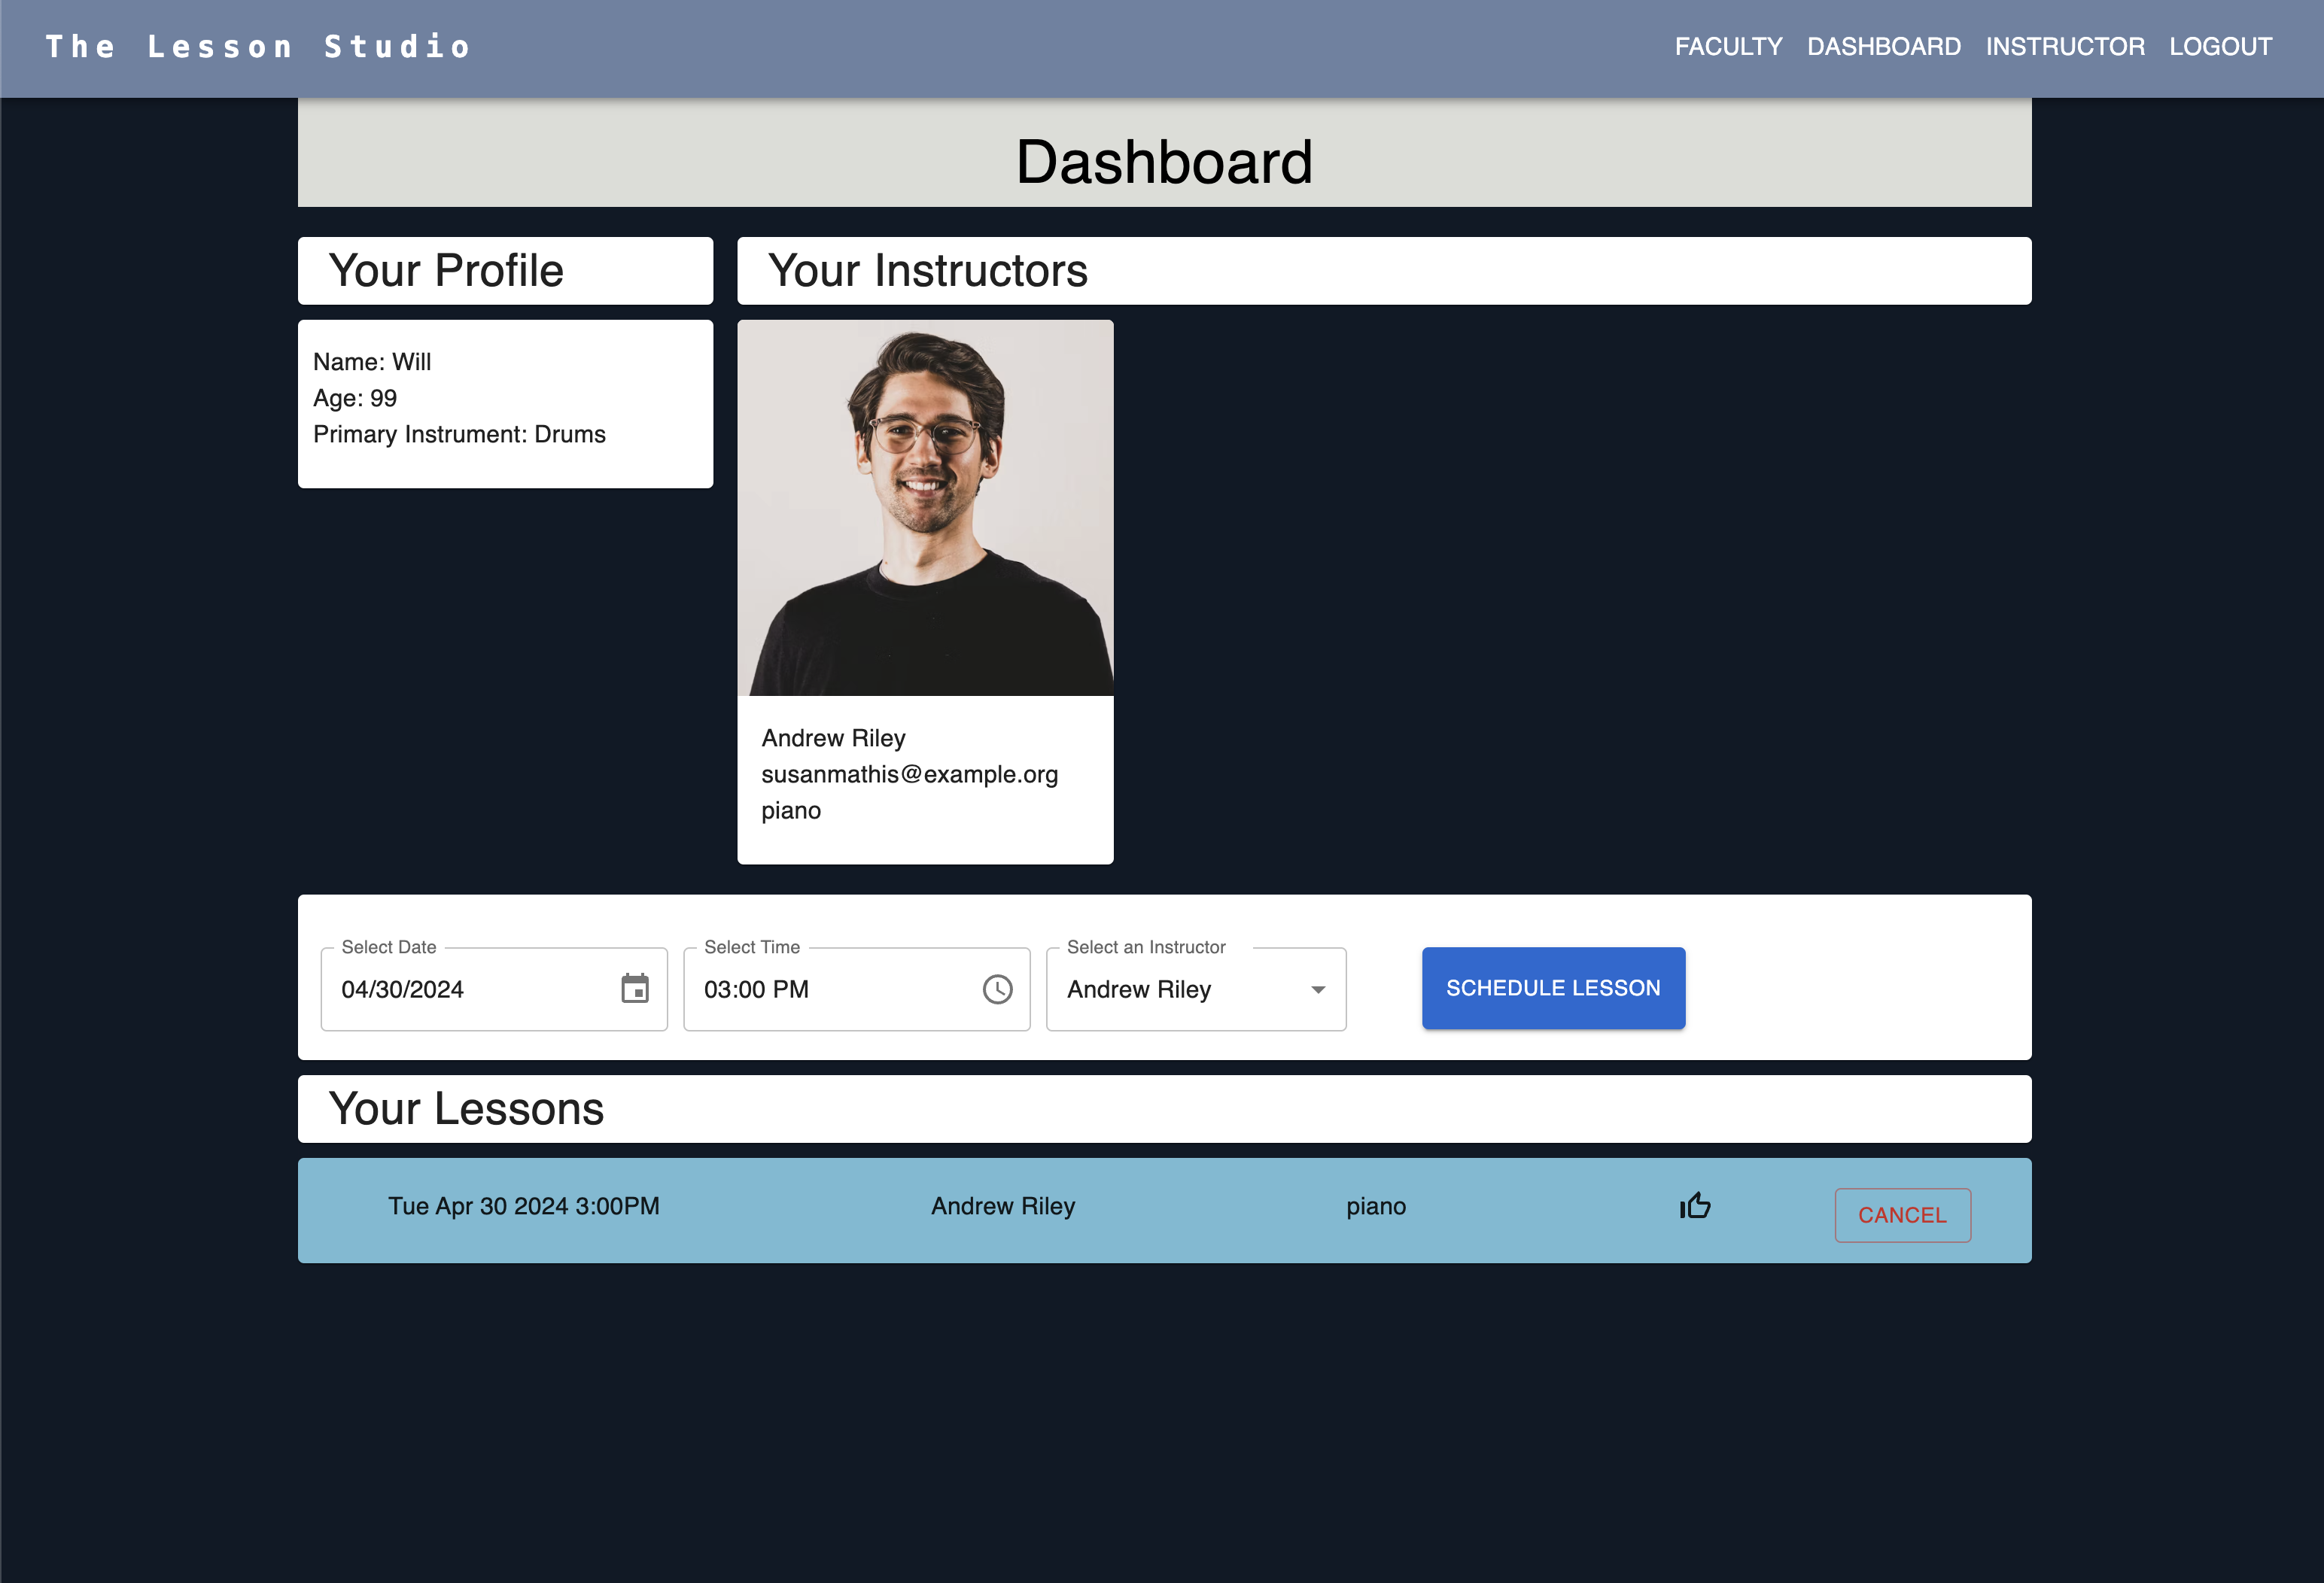 The Lesson Studio
FACULTY DASHBOARD INSTRUCTOR LOGOUT
Dashboard
Your Profile
Name: Will
Age: 99
Primary Instrument: Drums
Your Instructors
Andrew Riley
susanmathis@example.org
piano
Select Date
04/30/2024
Select Time
03:00 PM
Select an Instructor
Andrew Riley
SCHEDULE LESSON
Your Lessons
Tue Apr 30 2024 3:00PM Andrew Riley piano CANCEL